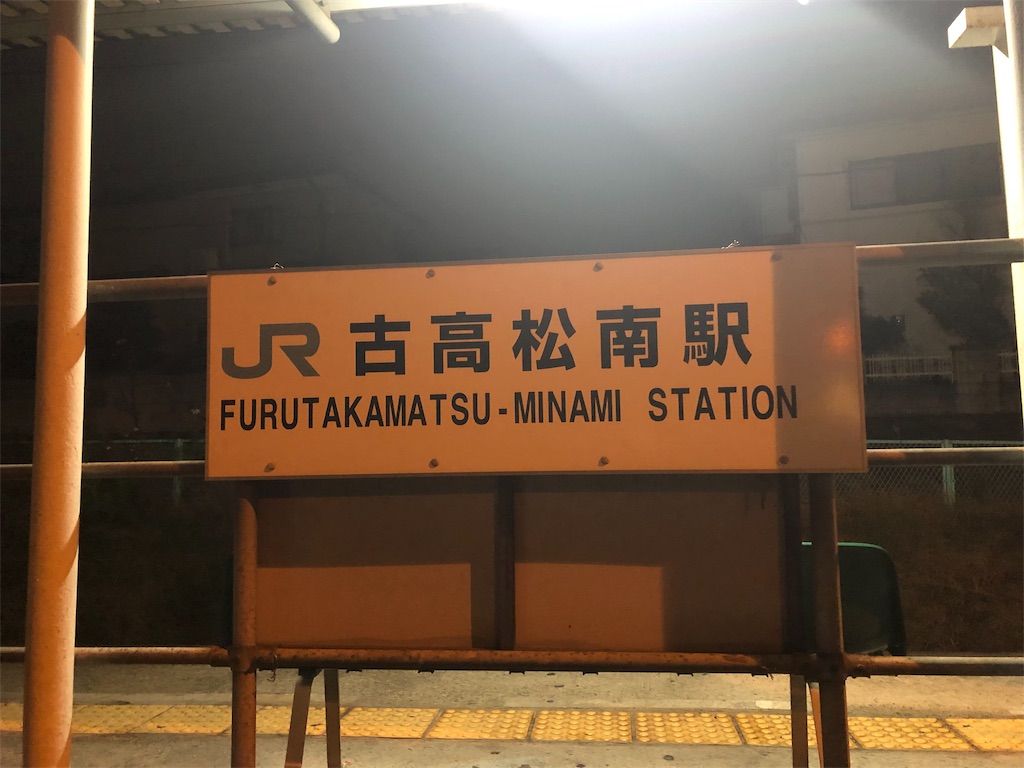 JR 古高松南駅
FURUTAKAMATSU-MINAMI STATION